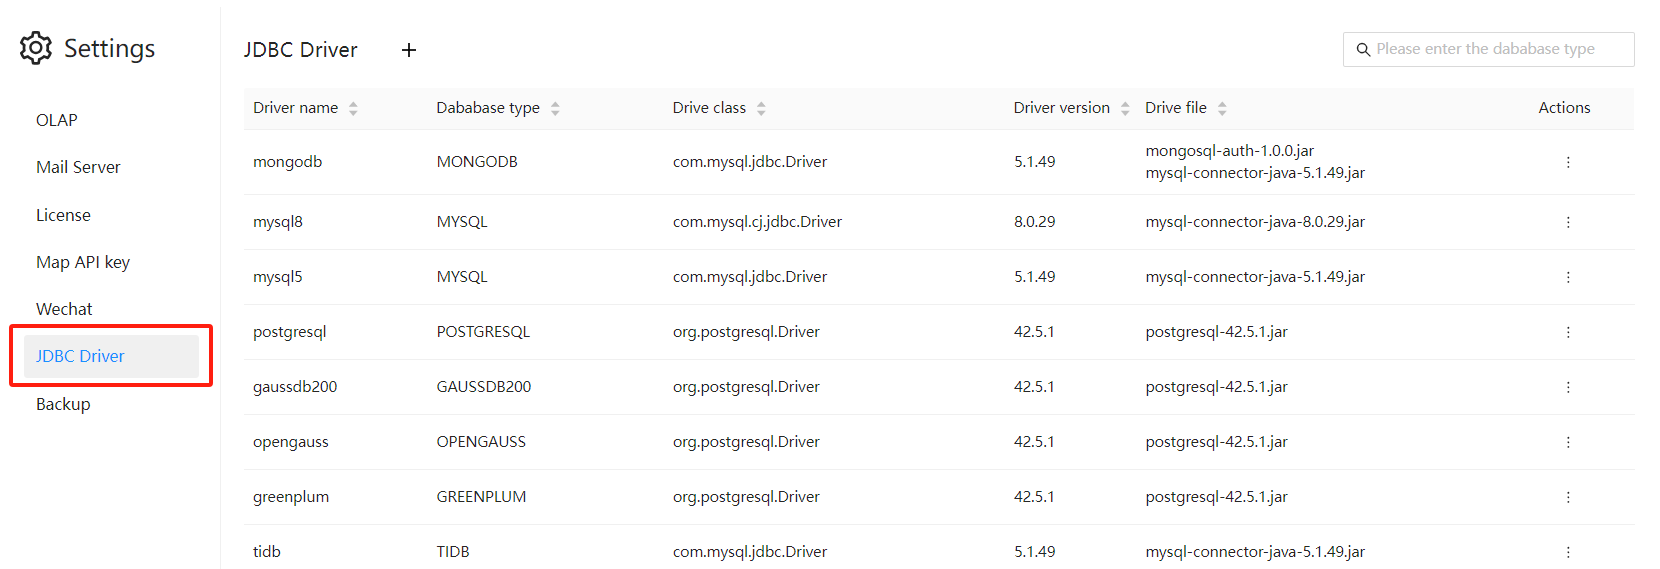 Settings
OLAP
Mail Server
License
Map API key
Wechat
JDBC Driver
Backup
JDBC Driver +
Please enter the dababase type
Driver name Dababase type Drive class Driver version Drive file Actions
mongodb MONGODB com.mysql.jdbc.Driver 5.1.49 mongosql-auth-1.0.0.jar
mysql-connector-java-5.1.49.jar
mysql8 MYSQL com.mysql.cj.jdbc.Driver 8.0.29 mysql-connector-java-8.0.29.jar
mysql5 MYSQL com.mysql.jdbc.Driver 5.1.49 mysql-connector-java-5.1.49.jar
postgresql POSTGRESQL org.postgresql.Driver 42.5.1 postgresql-42.5.1.jar
gaussdb200 GAUSSDB200 org.postgresql.Driver 42.5.1 postgresql-42.5.1.jar
opengauss OPENGAUSS org.postgresql.Driver 42.5.1 postgresql-42.5.1.jar
greenplum GREENPLUM org.postgresql.Driver 42.5.1 postgresql-42.5.1.jar
tidb TIDB com.mysql.jdbc.Driver 5.1.49 mysql-connector-java-5.1.49.jar